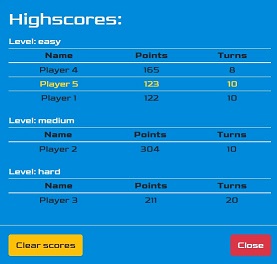 Highscores:
Level: easy
Name Points Turns
Player 4 165 8
Player 5 123 10
Player 1 122 10
Level: medium
Name Points Turns
Player 2 304 10
Level: hard
Name Points Turns
Player 3 211 20
Clear scores Close